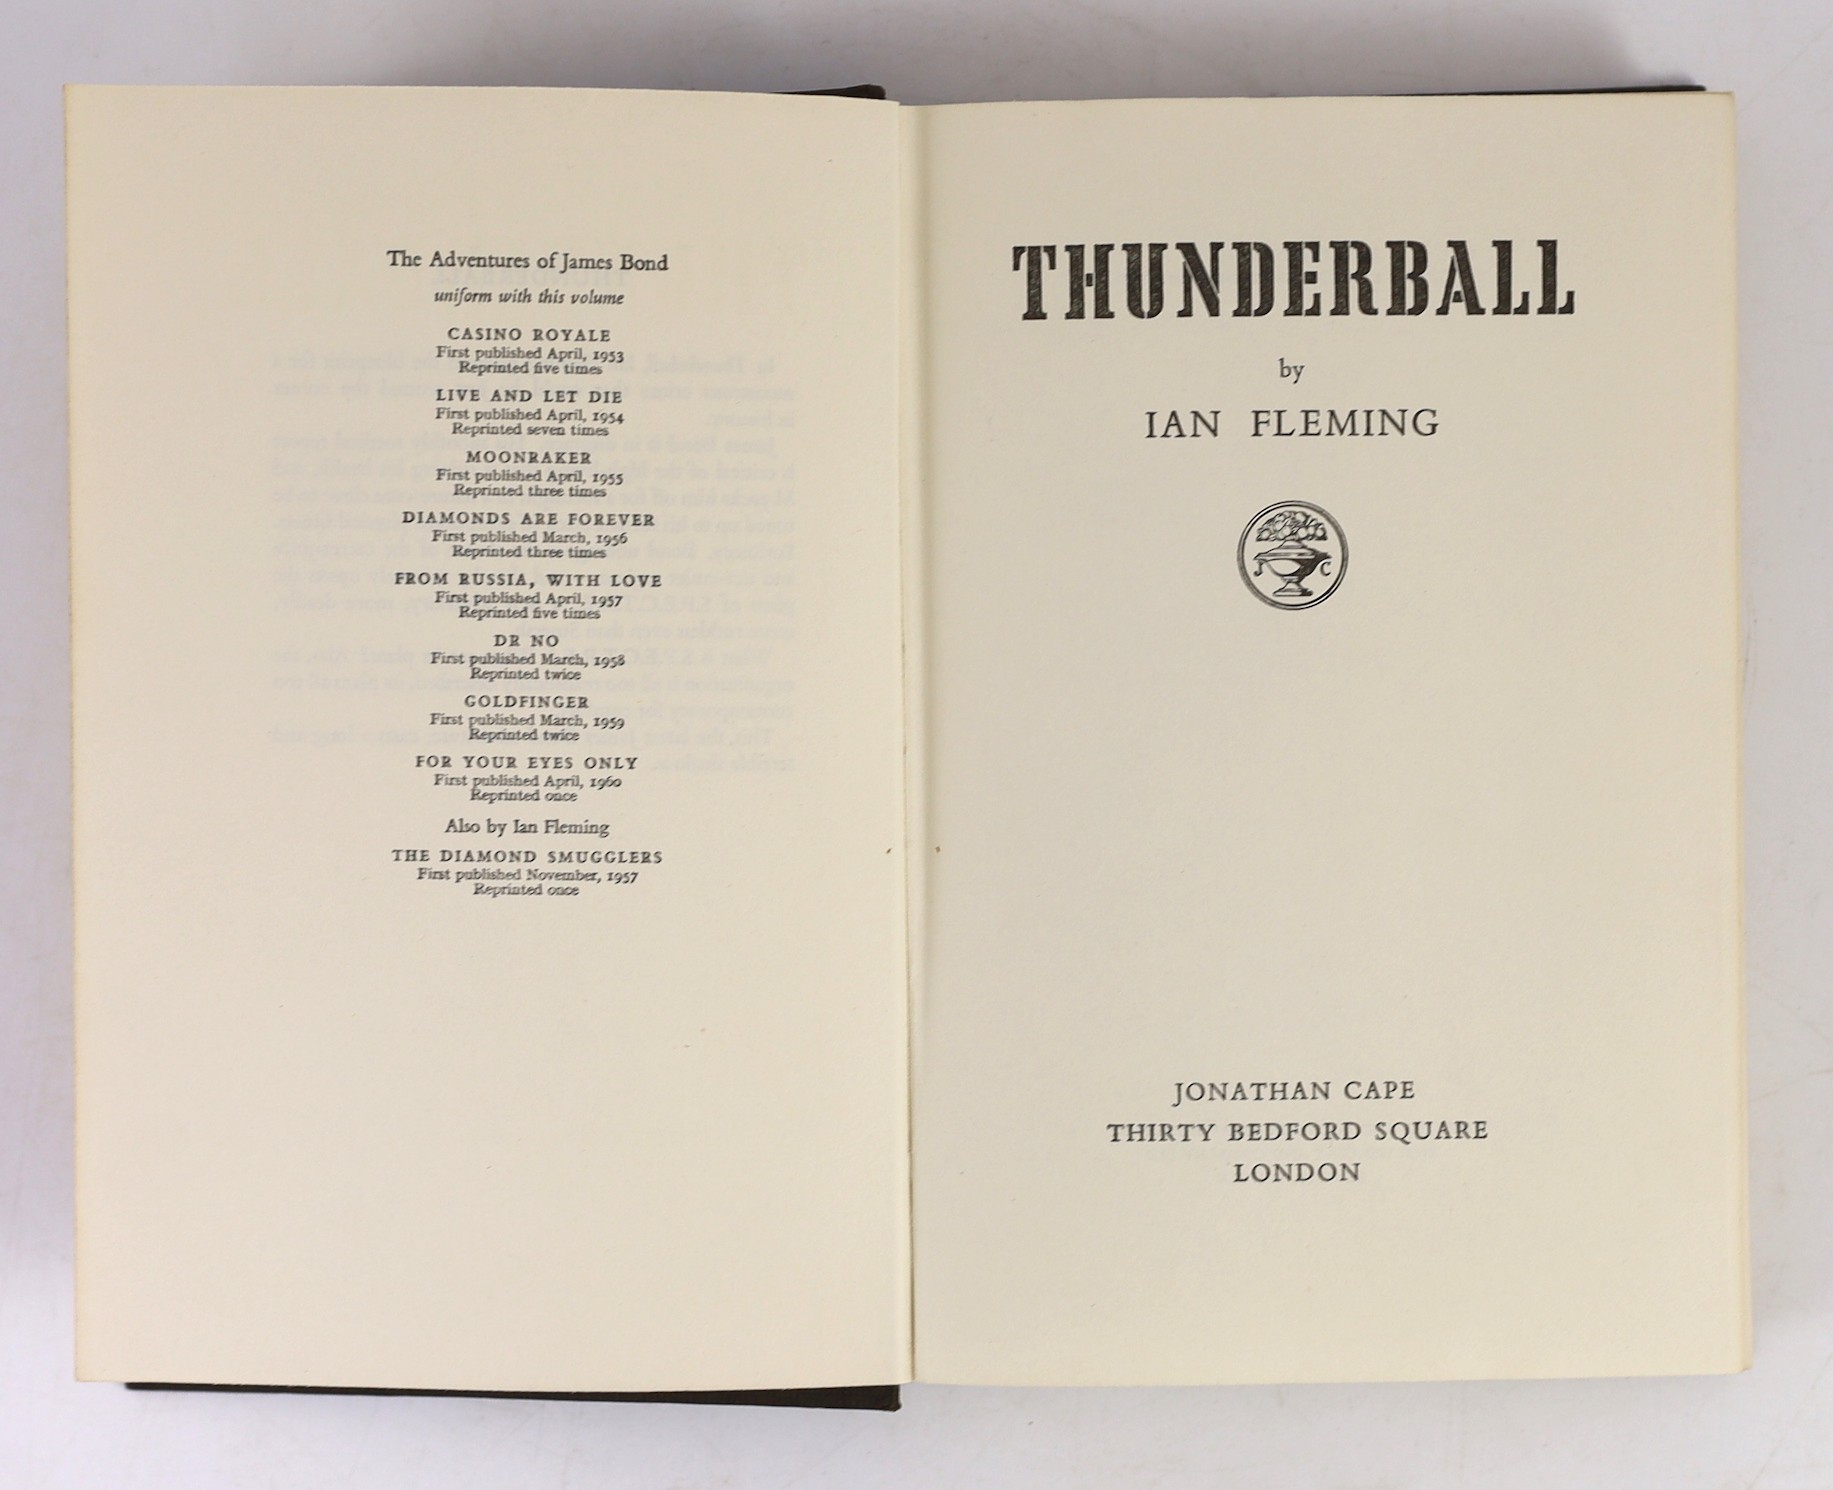 The Adventures of James Bond
uniform with this volume
CASINO ROYALE
First published April, 1953
Reprinted five times
LIVE AND LET DIE
First published April, 1954
Reprinted seven times
MOONRAKER
First published April, 1955
Reprinted three times
DIAMONDS ARE FOREVER
First published March, 1956
Reprinted three times
FROM RUSSIA, WITH LOVE
First published April, 1957
Reprinted five times
DR NO
First published March, 1958
Reprinted twice
GOLDFINGER
First published March, 1959
Reprinted twice
FOR YOUR EYES ONLY
First published April, 1960
Reprinted once
Also by Ian Fleming
THE DIAMOND SMUGGLERS
First published November, 1957
Reprinted once
THUNDERBALL
by
IAN FLEMING
J C
JONATHAN CAPE
THIRTY BEDFORD SQUARE
LONDON